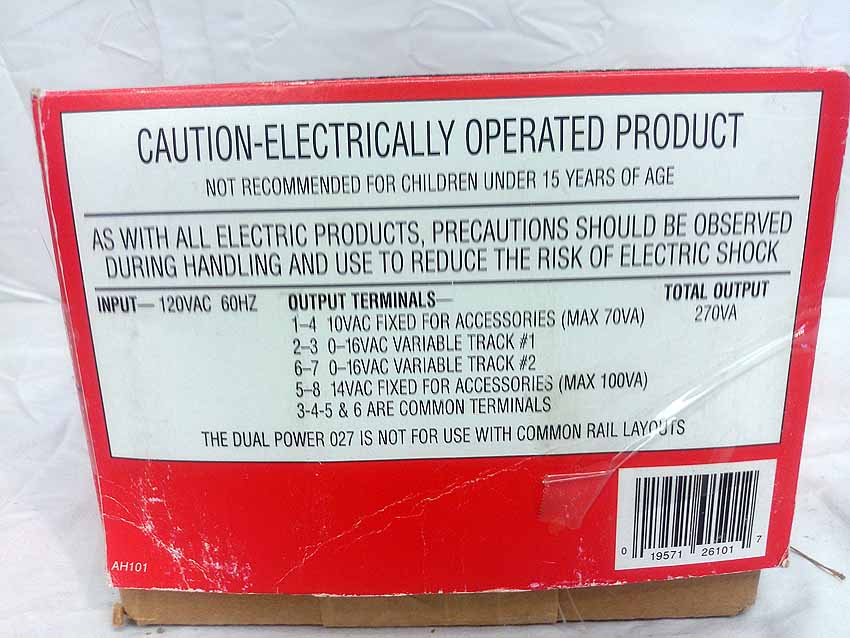 CAUTION-ELECTRICALLY OPERATED PRODUCT
NOT RECOMMENDED FOR CHILDREN UNDER 15 YEARS OF AGE
AS WITH ALL ELECTRIC PRODUCTS, PRECAUTIONS SHOULD BE OBSERVED
DURING HANDLING AND USE TO REDUCE THE RISK OF ELECTRIC SHOCK
INPUT— 120VAC 60HZ
OUTPUT TERMINALS—
1–4 10VAC FIXED FOR ACCESSORIES (MAX 70VA)
2–3 0–16VAC VARIABLE TRACK #1
6–7 0–16VAC VARIABLE TRACK #2
5–8 14VAC FIXED FOR ACCESSORIES (MAX 100VA)
3-4-5 & 6 ARE COMMON TERMINALS
TOTAL OUTPUT
270VA
THE DUAL POWER 027 IS NOT FOR USE WITH COMMON RAIL LAYOUTS
AH101
0 19571 26101 7